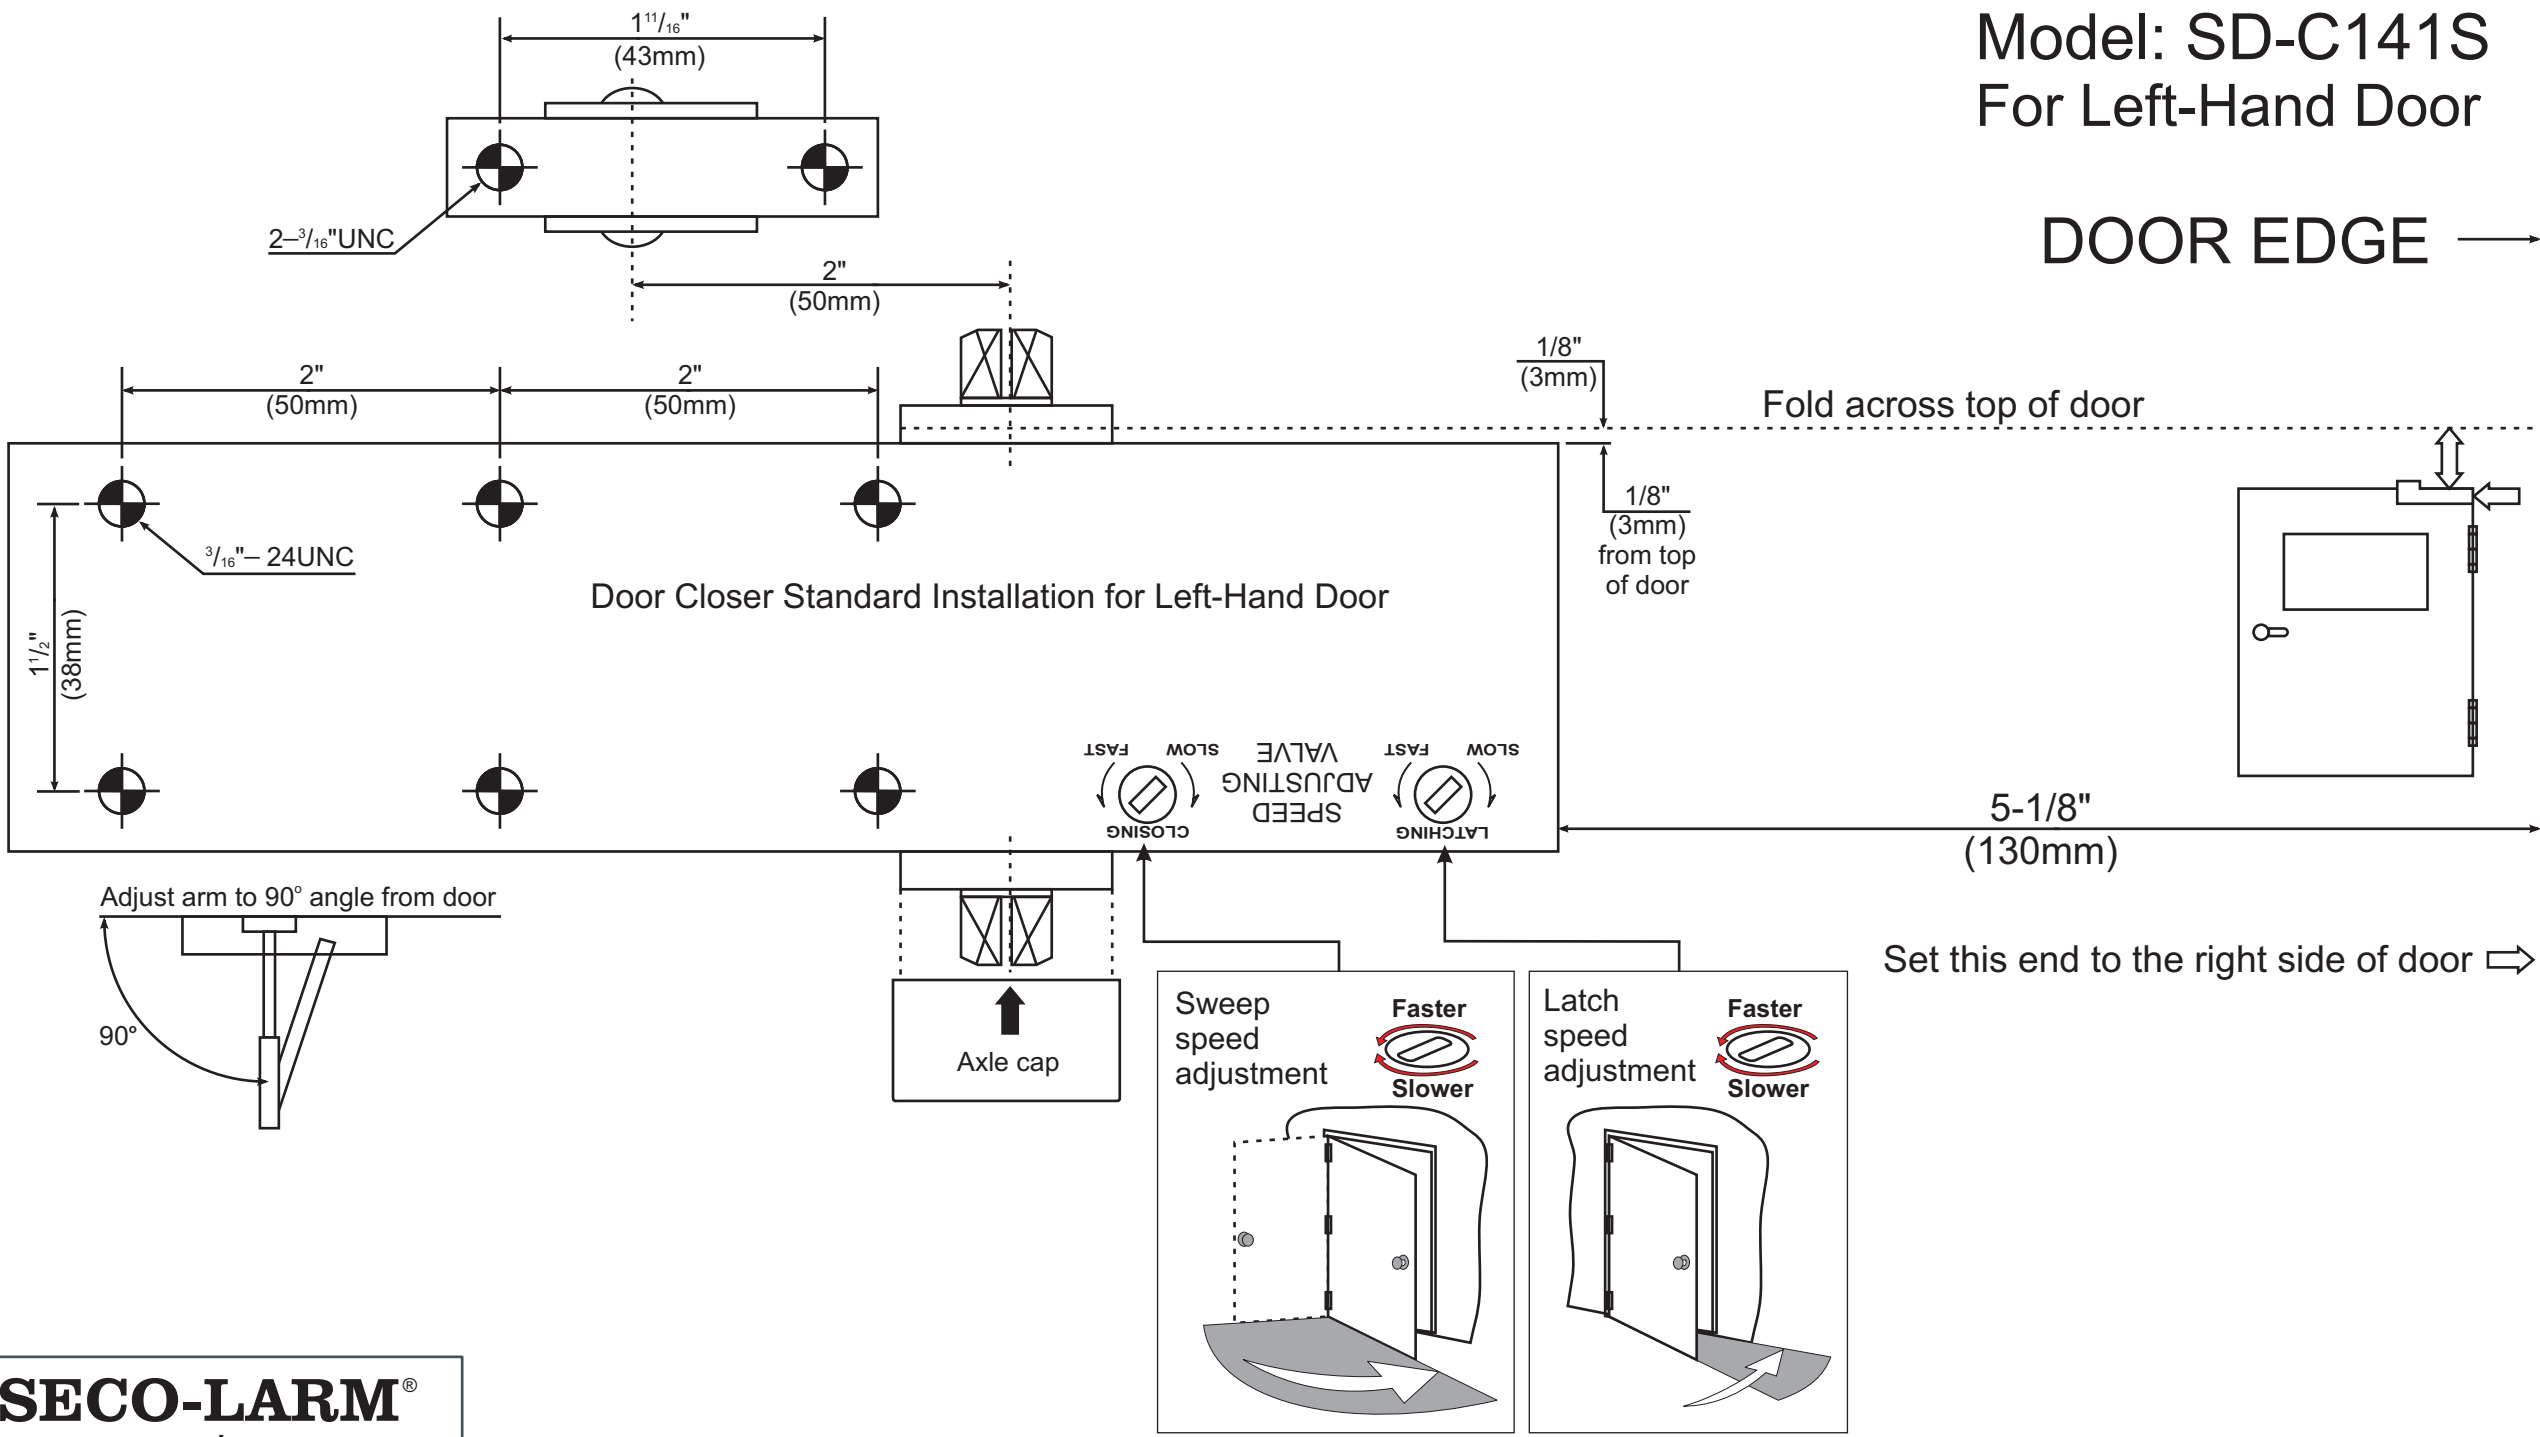 Model: SD-C141S
For Left-Hand Door
DOOR EDGE
1 11/16"
(43mm)
2–3/16"UNC
2"
(50mm)
2"
(50mm)
2"
(50mm)
1/8"
(3mm)
Fold across top of door
1/8"
(3mm)
from top
of door
3/16"– 24UNC
1 1/2"
(38mm)
Door Closer Standard Installation for Left-Hand Door
FAST
SLOW
CLOSING
SPEED
ADJUSTING
VALVE
FAST
SLOW
LATCHING
5-1/8"
(130mm)
Set this end to the right side of door
Adjust arm to 90° angle from door
90°
Axle cap
Sweep
speed
adjustment
Faster
Slower
Latch
speed
adjustment
Faster
Slower
SECO-LARM®